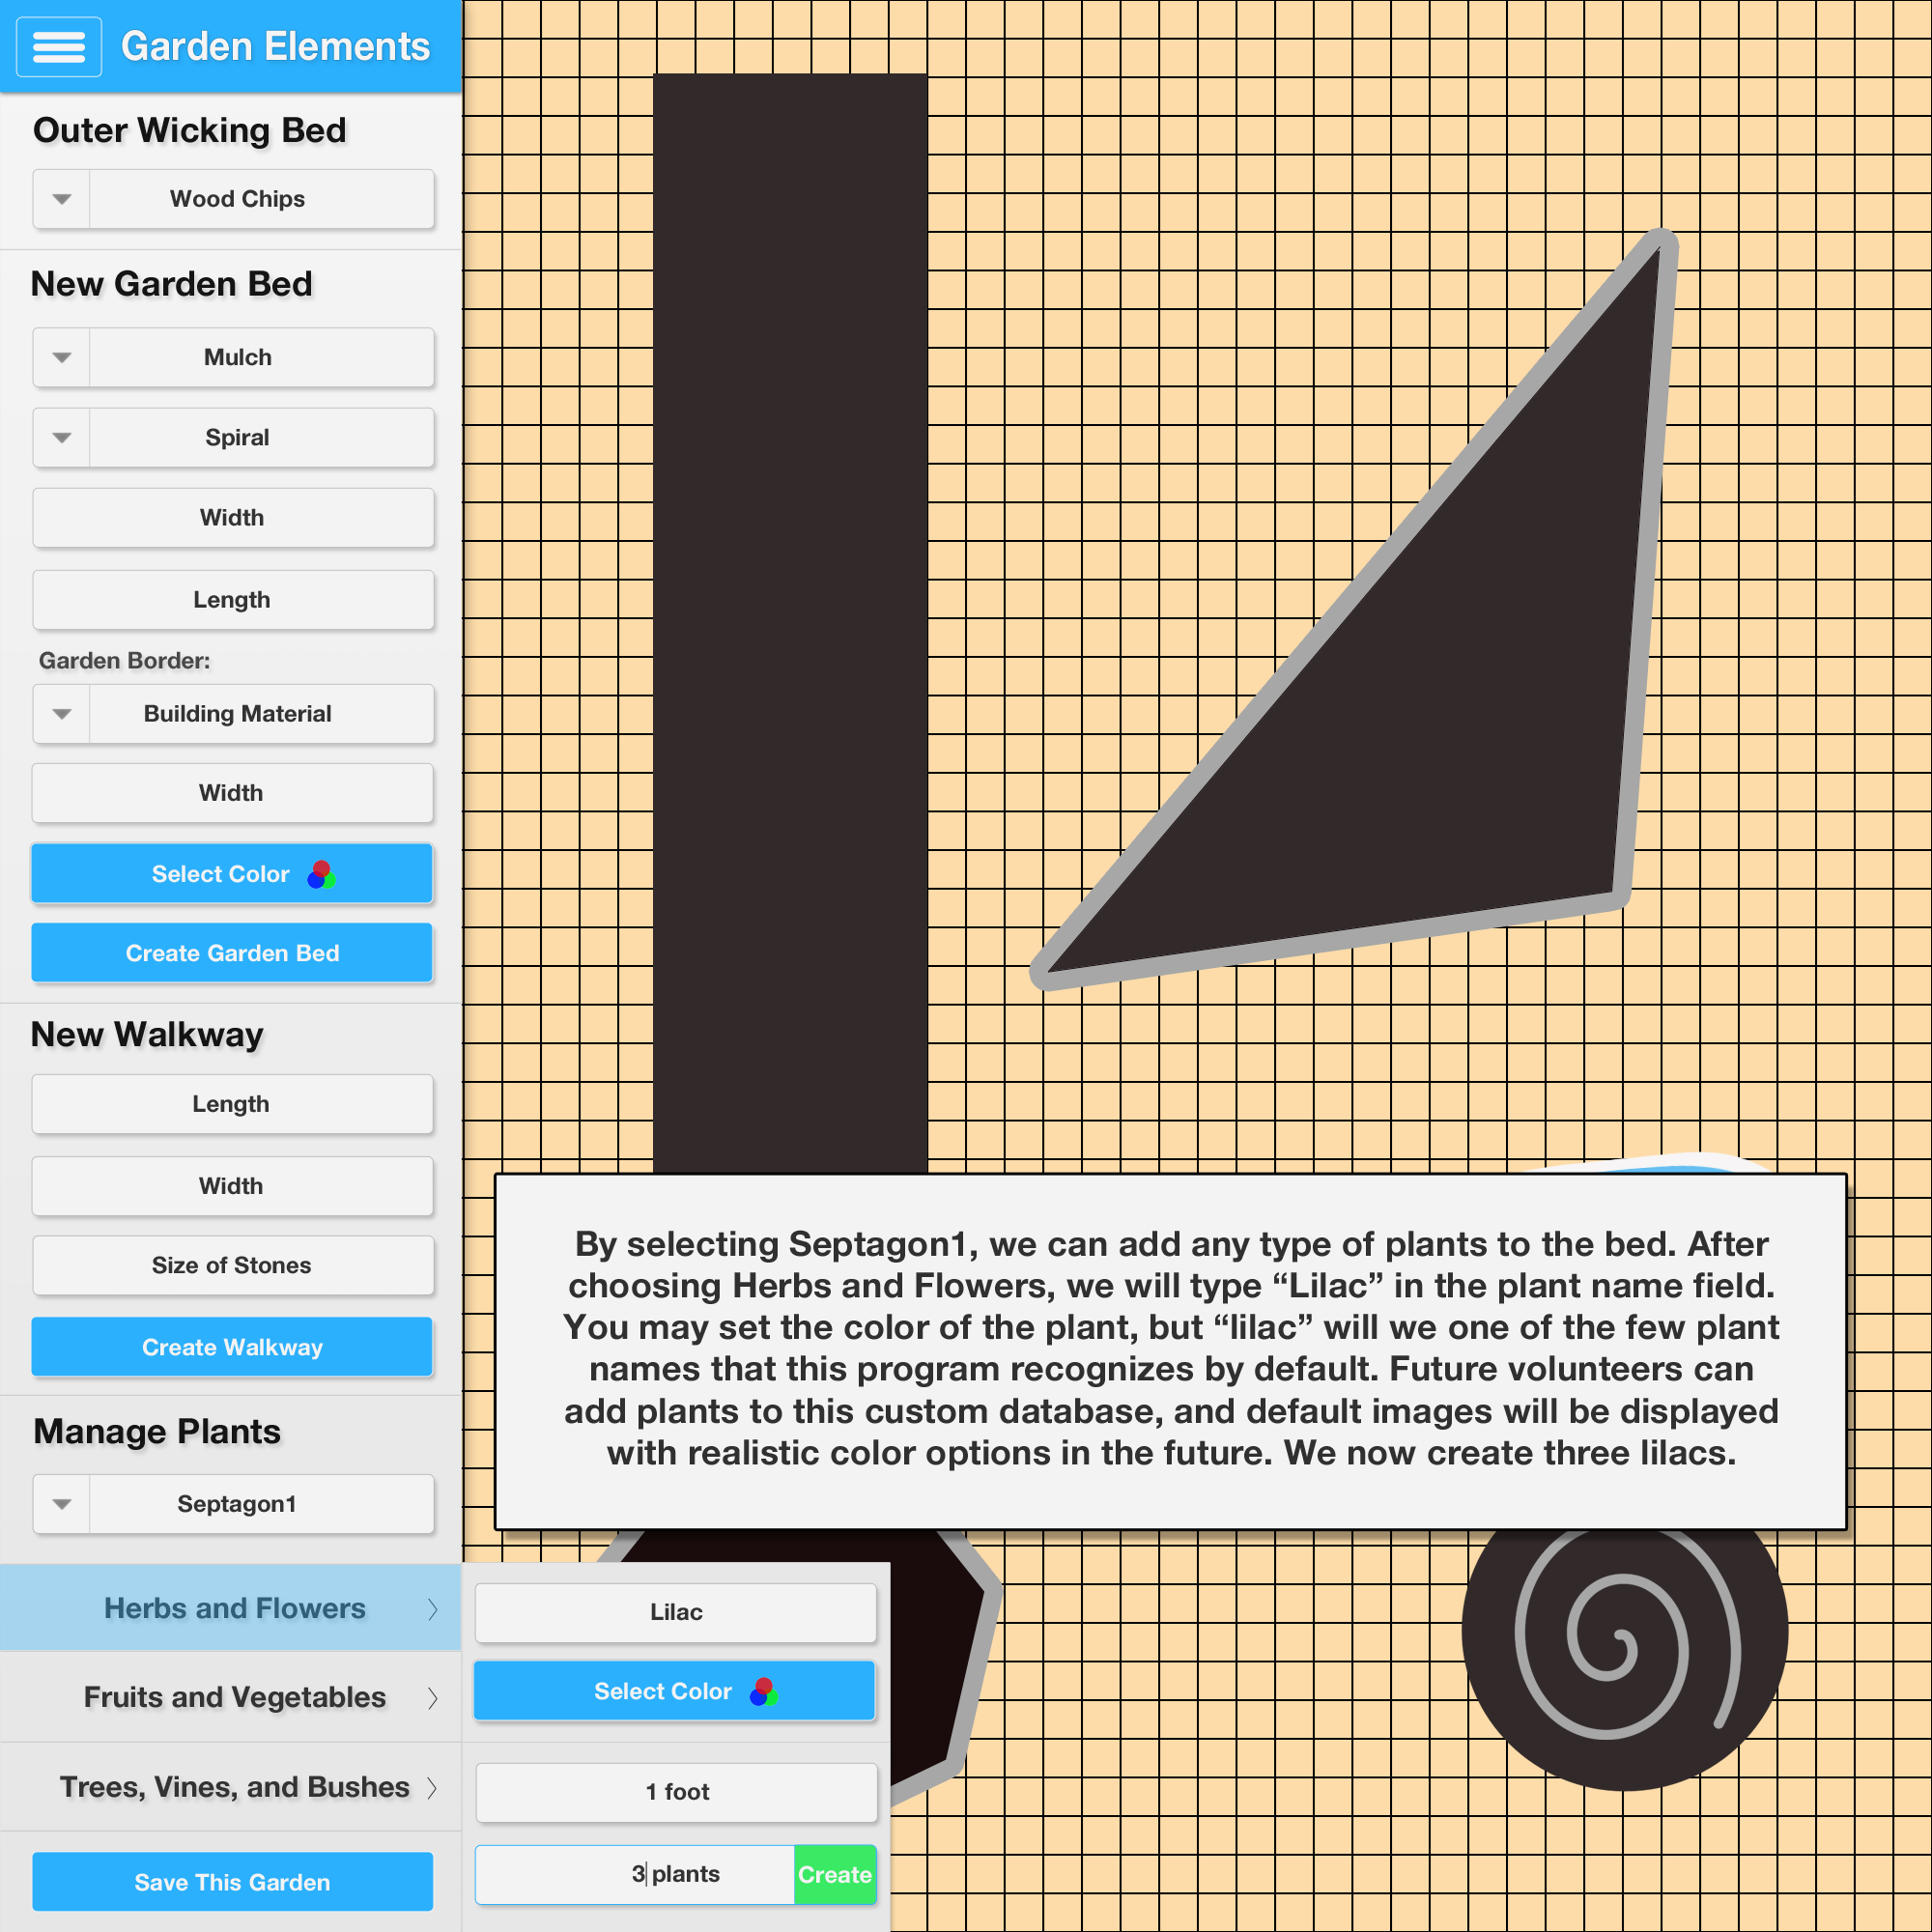 Garden Elements
Outer Wicking Bed
Wood Chips
New Garden Bed
Mulch
Spiral
Width
Length
Garden Border:
Building Material
Width
Select Color
Create Garden Bed
New Walkway
Length
Width
Size of Stones
Create Walkway
Manage Plants
Septagon1
Herbs and Flowers
Fruits and Vegetables
Trees, Vines, and Bushes
Save This Garden
By selecting Septagon1, we can add any type of plants to the bed. After
choosing Herbs and Flowers, we will type “Lilac” in the plant name field.
You may set the color of the plant, but “lilac” will we one of the few plant
names that this program recognizes by default. Future volunteers can
add plants to this custom database, and default images will be displayed
with realistic color options in the future. We now create three lilacs.
Lilac
Select Color
1 foot
3 plants
Create